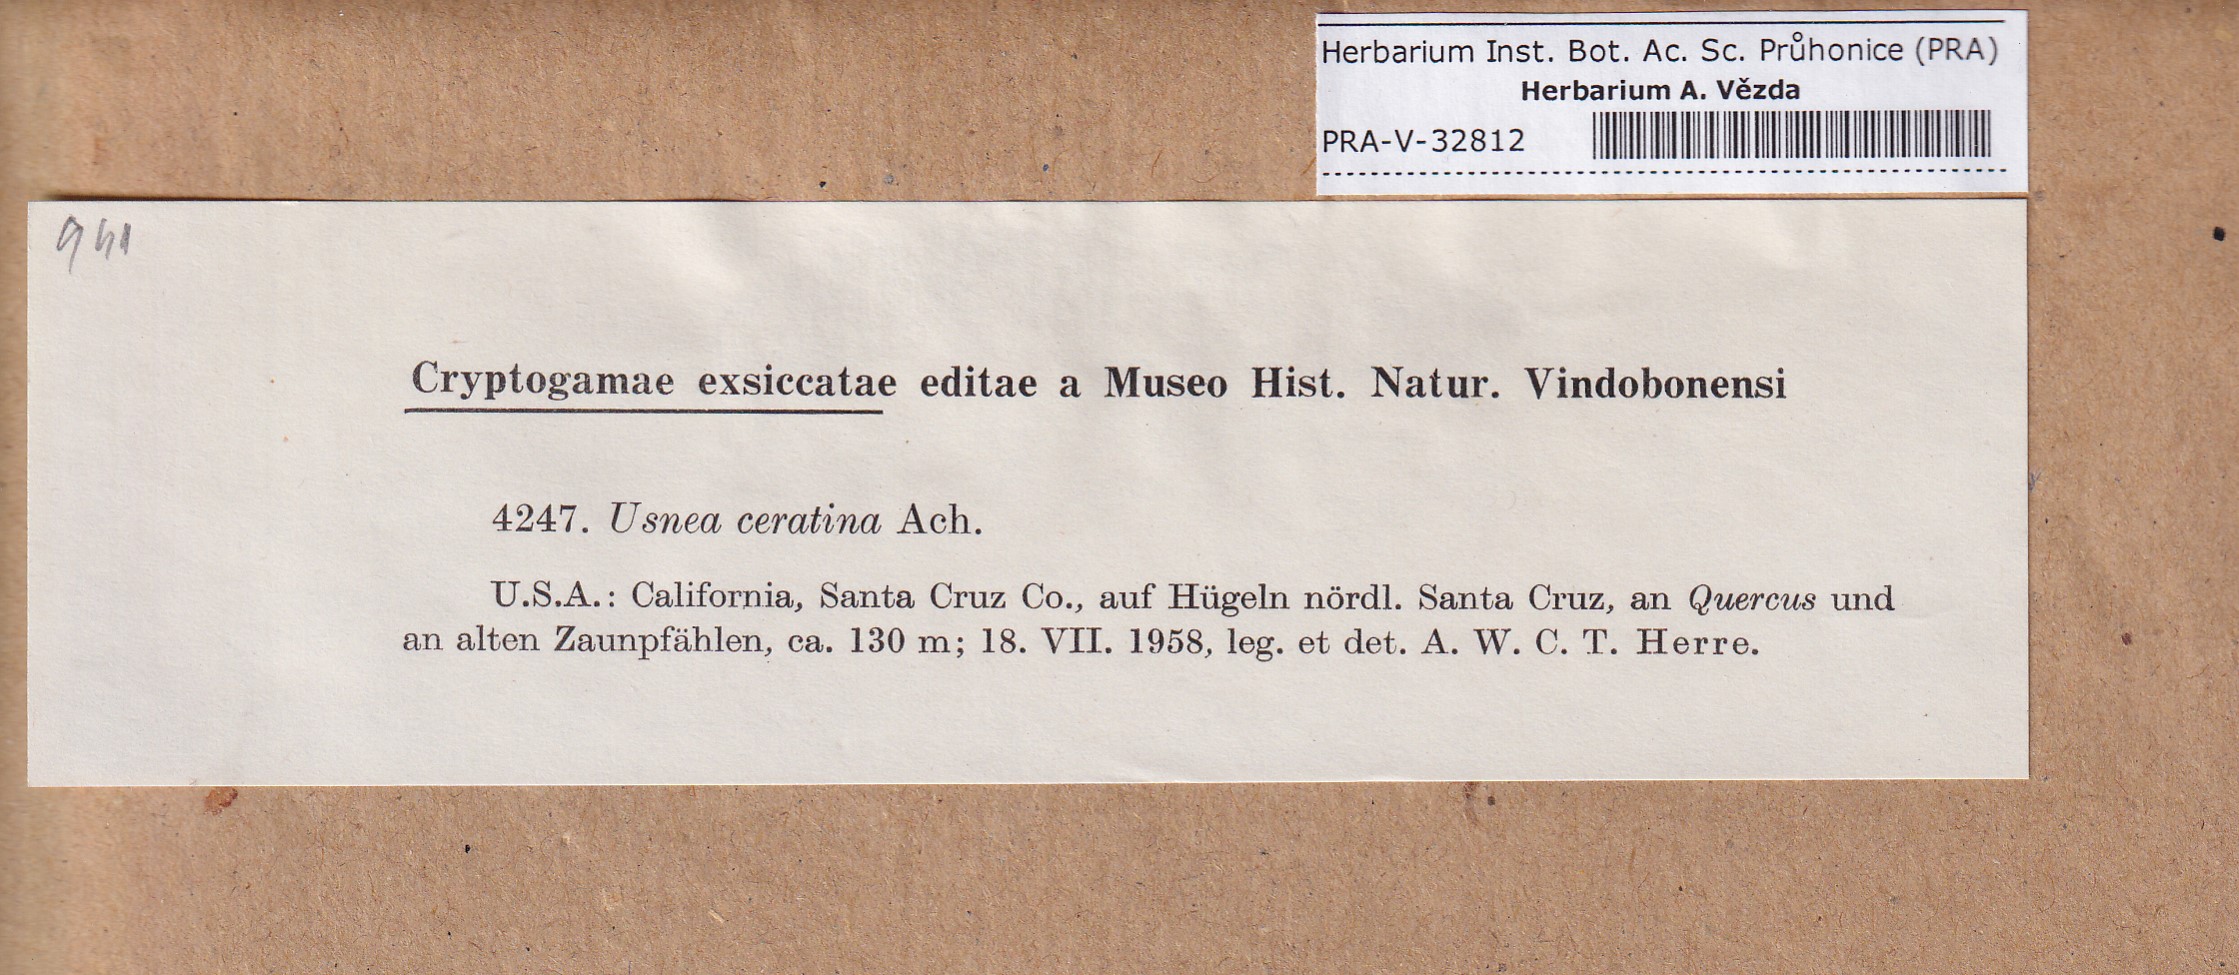 Herbarium Inst. Bot. Ac. Sc. Průhonice (PRA)
Herbarium A. Vězda
PRA-V-32812
Cryptogamae exsiccatae editae a Museo Hist. Natur. Vindobonensi
4247. Usnea ceratina Ach.
U.S.A.: California, Santa Cruz Co., auf Hügeln nördl. Santa Cruz, an Quercus und
an alten Zaunpfählen, ca. 130 m; 18. VII. 1958, leg. et det. A. W. C. T. Herre.